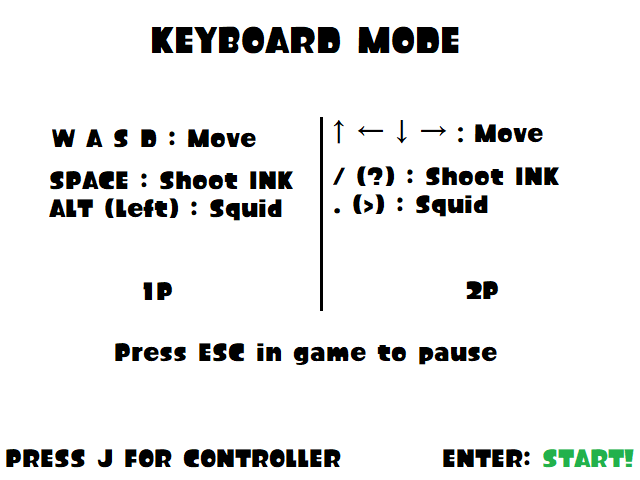 KEYBOARD MODE
W A S D : Move
SPACE : Shoot INK
ALT (Left) : Squid
1P
↑ ← ↓ → : Move
/ (?) : Shoot INK
. (>) : Squid
2P
Press ESC in game to pause
PRESS J FOR CONTROLLER
ENTER: START!